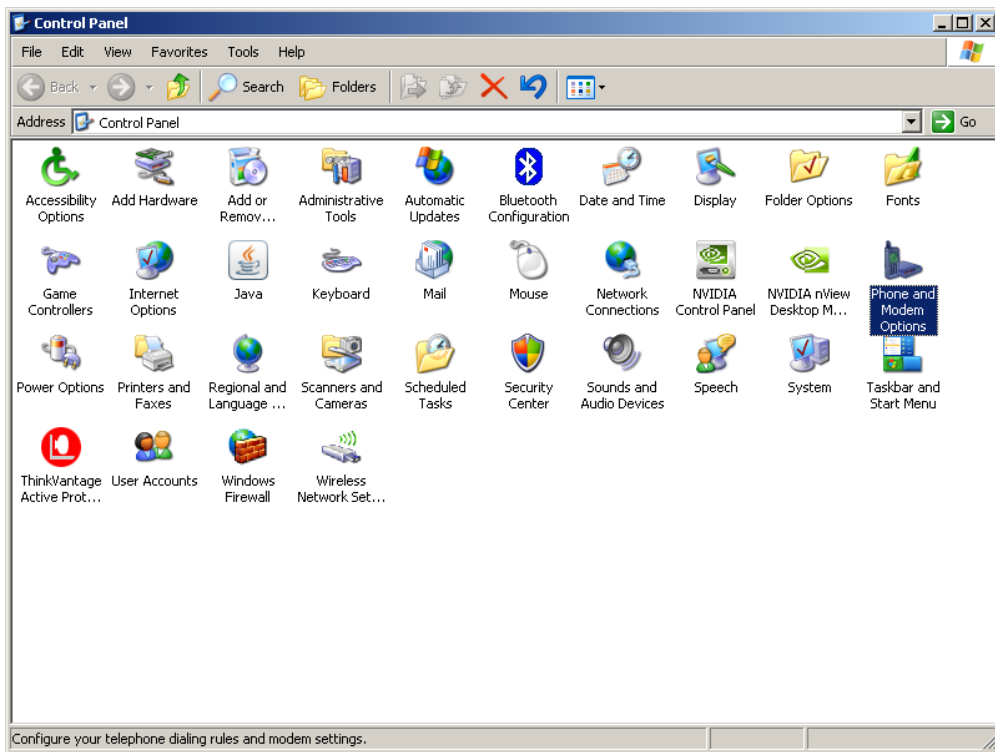 Control Panel
File Edit View Favorites Tools Help
Back Search Folders
Address Control Panel Go
Accessibility Options
Add Hardware
Add or Remov...
Administrative Tools
Automatic Updates
Bluetooth Configuration
Date and Time
Display
Folder Options
Fonts
Game Controllers
Internet Options
Java
Keyboard
Mail
Mouse
Network Connections
NVIDIA Control Panel
NVIDIA nView Desktop M...
Phone and Modem Options
Power Options
Printers and Faxes
Regional and Language ...
Scanners and Cameras
Scheduled Tasks
Security Center
Sounds and Audio Devices
Speech
System
Taskbar and Start Menu
ThinkVantage Active Prot...
User Accounts
Windows Firewall
Wireless Network Set...
Configure your telephone dialing rules and modem settings.